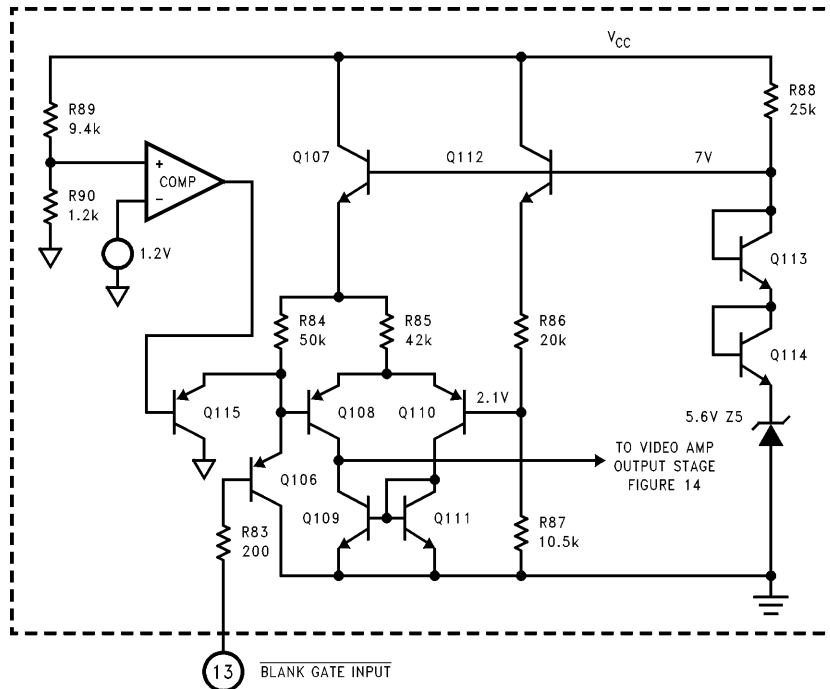 V_CC
R89
9.4k
R88
25k
Q107
Q112
7V
COMP
+
−
R90
1.2k
1.2V
Q113
R84
50k
R85
42k
R86
20k
Q114
Q115
Q108
Q110
2.1V
5.6V Z5
Q106
TO VIDEO AMP
OUTPUT STAGE
FIGURE 14
R83
200
Q109
Q111
R87
10.5k
13
BLANK GATE INPUT